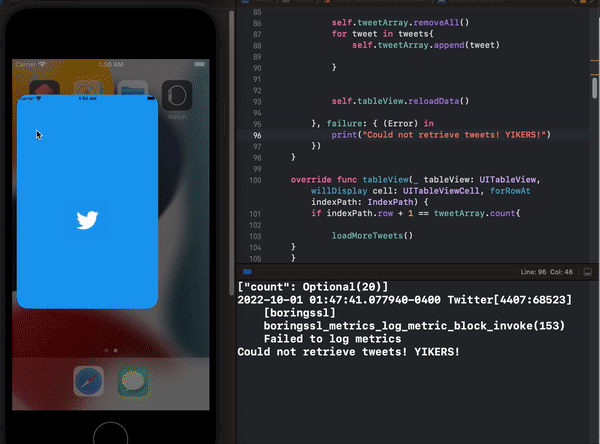 1:50 AM
Watch
1:50 AM
85
86 self.tweetArray.removeAll()
87 for tweet in tweets{
88 self.tweetArray.append(tweet)
89
90 }
91
92
93 self.tableView.reloadData()
94
95 }, failure: { (Error) in
96 print("Could not retrieve tweets! YIKERS!")
97 })
98 }
99
100 override func tableView(_ tableView: UITableView,
willDisplay cell: UITableViewCell, forRowAt
indexPath: IndexPath) {
101 if indexPath.row + 1 == tweetArray.count{
102
103 loadMoreTweets()
104 }
105 }
Line: 96 Col: 46
["count": Optional(20)]
2022-10-01 01:47:41.077940-0400 Twitter[4407:68523]
[boringssl]
boringssl_metrics_log_metric_block_invoke(153)
Failed to log metrics
Could not retrieve tweets! YIKERS!